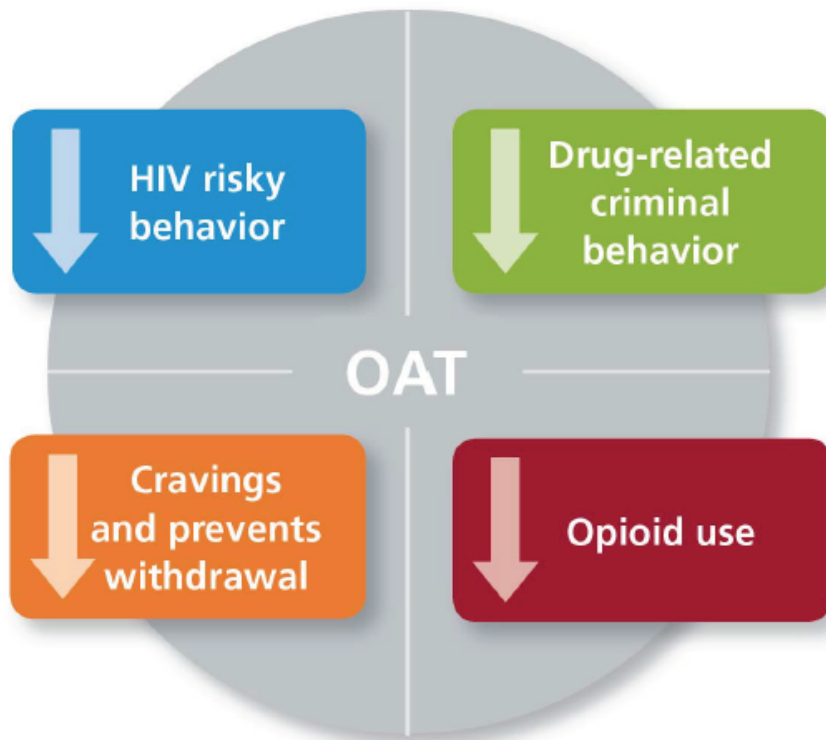 HIV risky
behavior
Drug-related
criminal
behavior
OAT
Cravings
and prevents
withdrawal
Opioid use